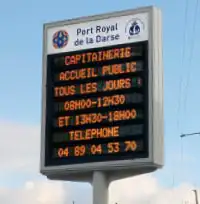 Port Royal
de la Darse
CAPITAINERIE
ACCUEIL PUBLIC
TOUS LES JOURS :
08H00-12H30
ET 13H30-18H00
TELEPHONE
04 89 04 53 70